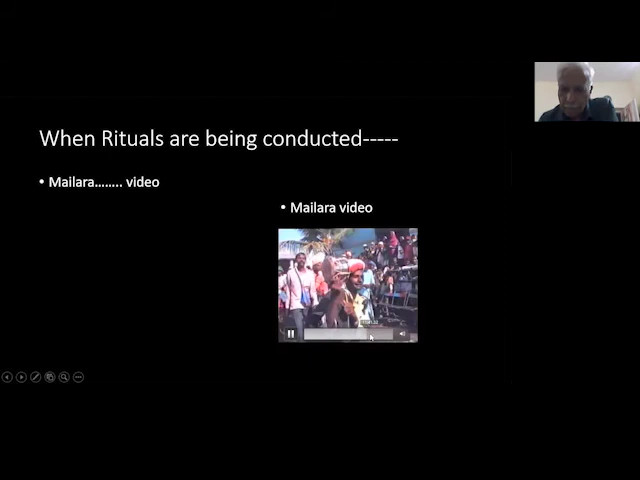 When Rituals are being conducted-----
• Mailara........ video
• Mailara video